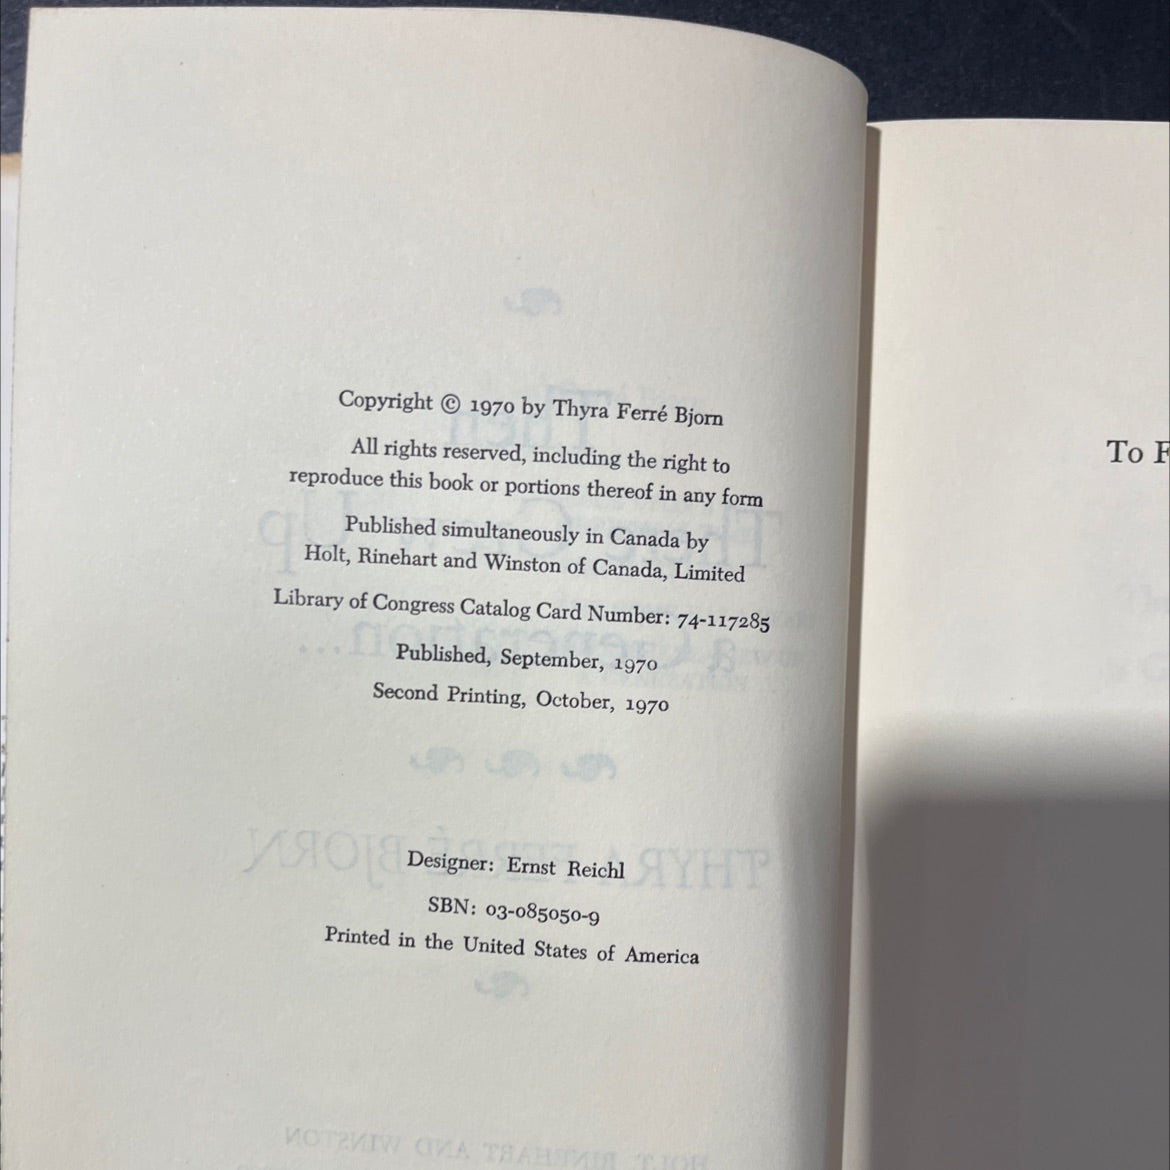 Copyright © 1970 by Thyra Ferré Bjorn
All rights reserved, including the right to
reproduce this book or portions thereof in any form
Published simultaneously in Canada by
Holt, Rinehart and Winston of Canada, Limited
Library of Congress Catalog Card Number: 74-117285
Published, September, 1970
Second Printing, October, 1970
Designer: Ernst Reichl
SBN: 03-085050-9
Printed in the United States of America
To